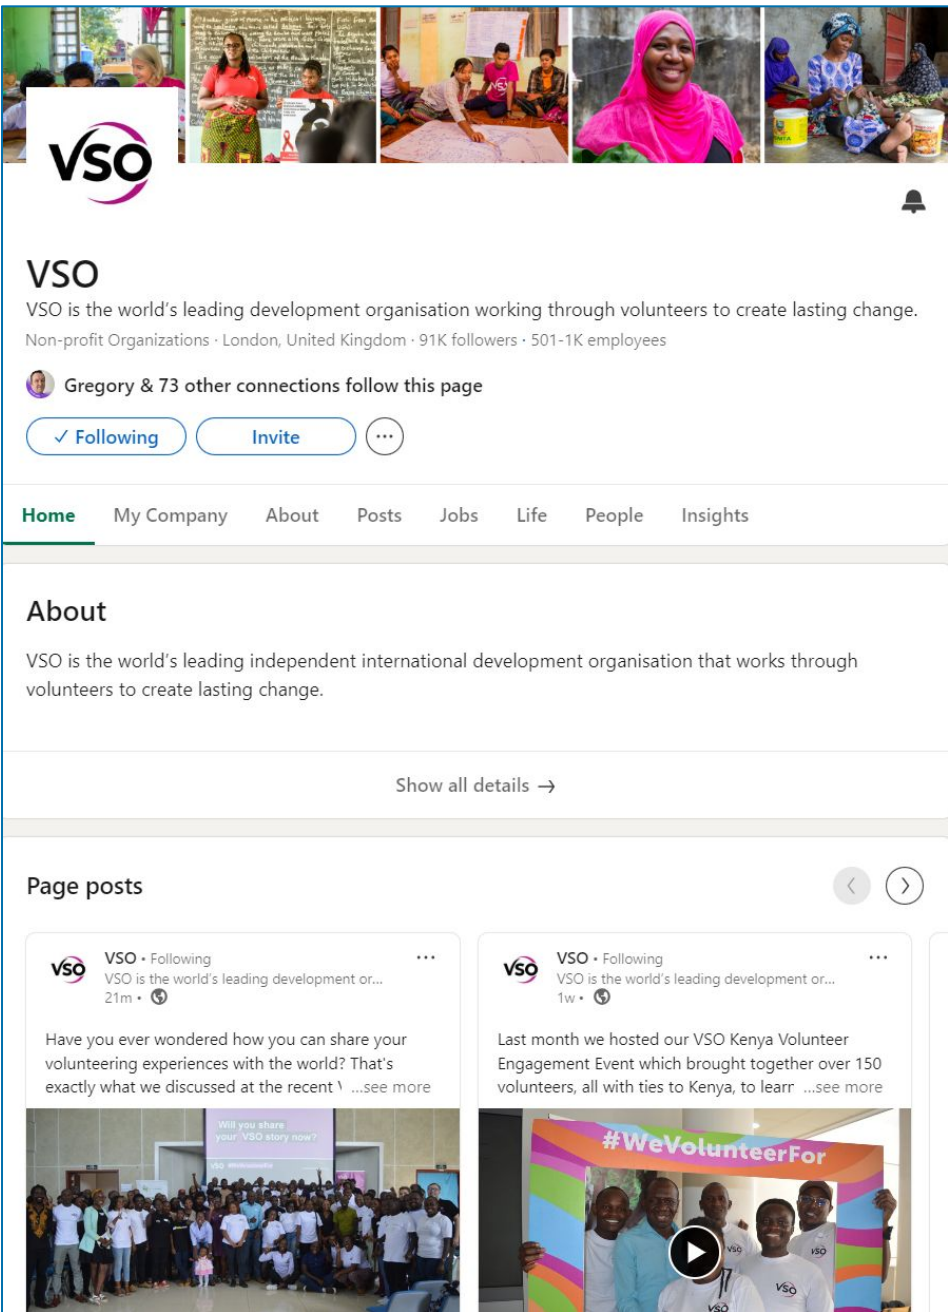 VSO
VSO
VSO is the world's leading development organisation working through volunteers to create lasting change.
Non-profit Organizations · London, United Kingdom · 91K followers · 501-1K employees
Gregory & 73 other connections follow this page
✓ Following
Invite
Home
My Company
About
Posts
Jobs
Life
People
Insights
About
VSO is the world's leading independent international development organisation that works through
volunteers to create lasting change.
Show all details →
Page posts
VSO
VSO • Following
VSO is the world's leading development or...
21m •
Have you ever wondered how you can share your
volunteering experiences with the world? That's
exactly what we discussed at the recent ...see more
Will you share
your VSO story now?
VSO
VSO • Following
VSO is the world's leading development or...
1w •
Last month we hosted our VSO Kenya Volunteer
Engagement Event which brought together over 150
volunteers, all with ties to Kenya, to learn ...see more
#WeVolunteerFor
VSO
VSO
VSO
VSO